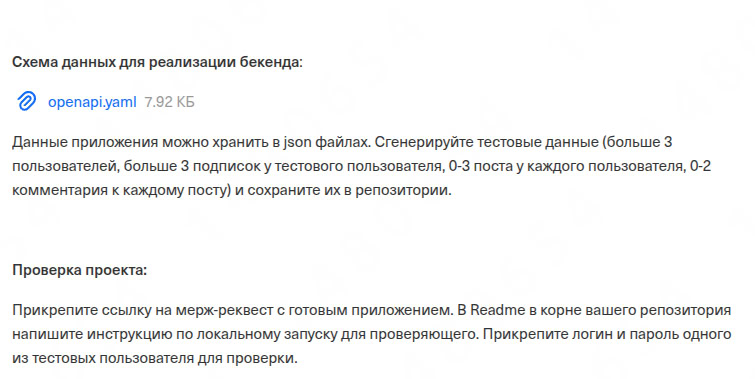 Схема данных для реализации бекенда:
openapi.yaml 7.92 КБ
Данные приложения можно хранить в json файлах. Сгенерируйте тестовые данные (больше 3
пользователей, больше 3 подписок у тестового пользователя, 0-3 поста у каждого пользователя, 0-2
комментария к каждому посту) и сохраните их в репозитории.
Проверка проекта:
Прикрепите ссылку на мерж-реквест с готовым приложением. В Readme в корне вашего репозитория
напишите инструкцию по локальному запуску для проверяющего. Прикрепите логин и пароль одного
из тестовых пользователя для проверки.